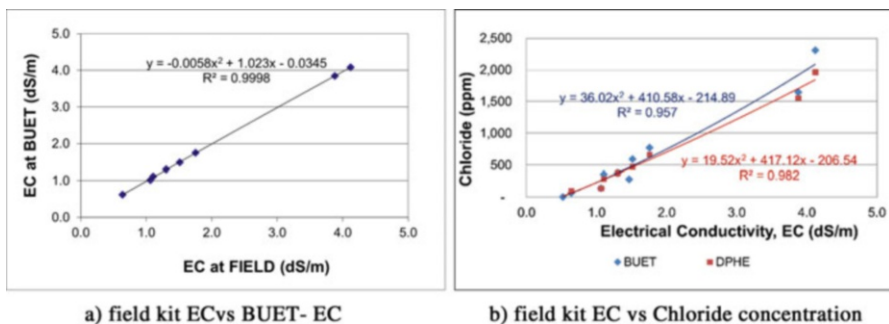 5.0
4.0
3.0
2.0
1.0
0.0
EC at BUET (dS/m)
y = -0.0058x² + 1.023x - 0.0345
R² = 0.9998
0.0 1.0 2.0 3.0 4.0 5.0
EC at FIELD (dS/m)
a) field kit ECvs BUET- EC
2,500
2,000
1,500
1,000
500
-
Chloride (ppm)
y = 36.02x² + 410.58x - 214.89
R² = 0.957
y = 19.52x² + 417.12x - 206.54
R² = 0.982
0.0 1.0 2.0 3.0 4.0 5.0
Electrical Conductivity, EC (dS/m)
BUET DPHE
b) field kit EC vs Chloride concentration